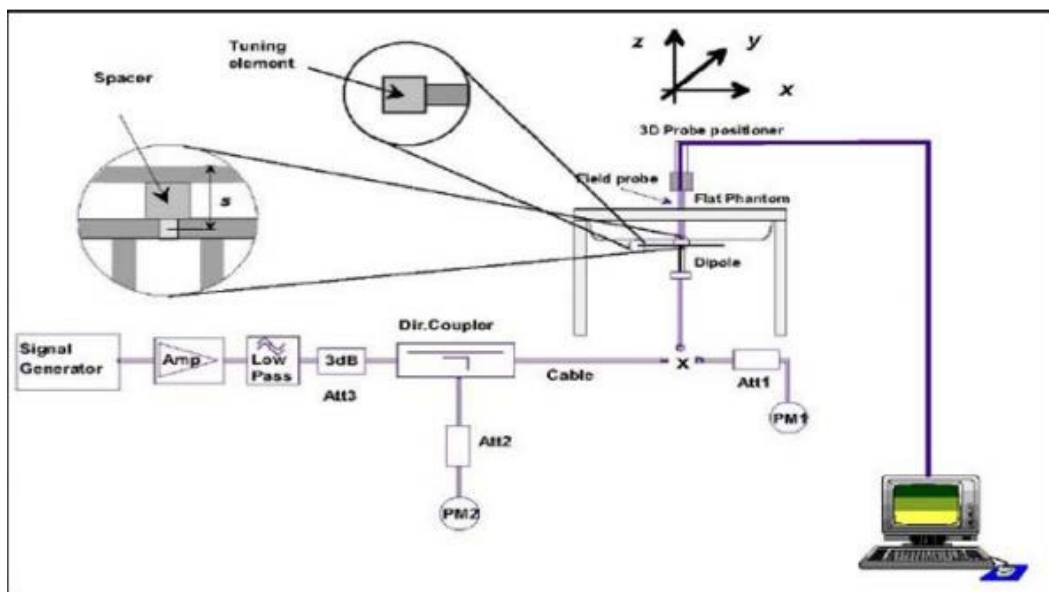 Tuning
element
Spacer
s
z
y
x
3D Probe positioner
Field probe
Flat Phantom
Dipole
Signal
Generator
Amp
Low
Pass
3dB
Att3
Dir.Coupler
Cable
X
Att1
PM1
Att2
PM2